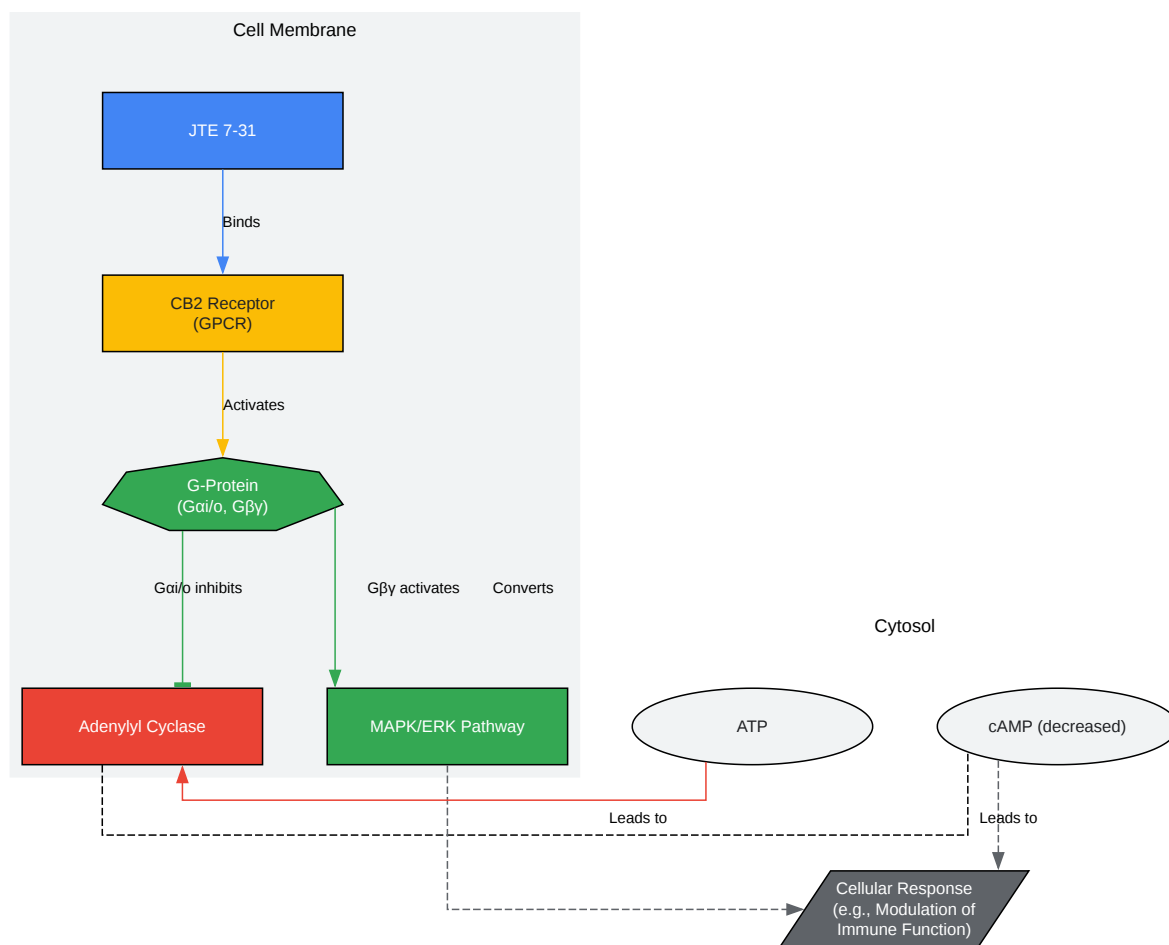 Cell Membrane
JTE 7-31
Binds
CB2 Receptor
(GPCR)
Activates
G-Protein
(Gαi/o, Gβγ)
Gαi/o inhibits
Gβγ activates
Converts
Cytosol
Adenylyl Cyclase
MAPK/ERK Pathway
ATP
cAMP (decreased)
Leads to
Leads to
Cellular Response
(e.g., Modulation of
Immune Function)